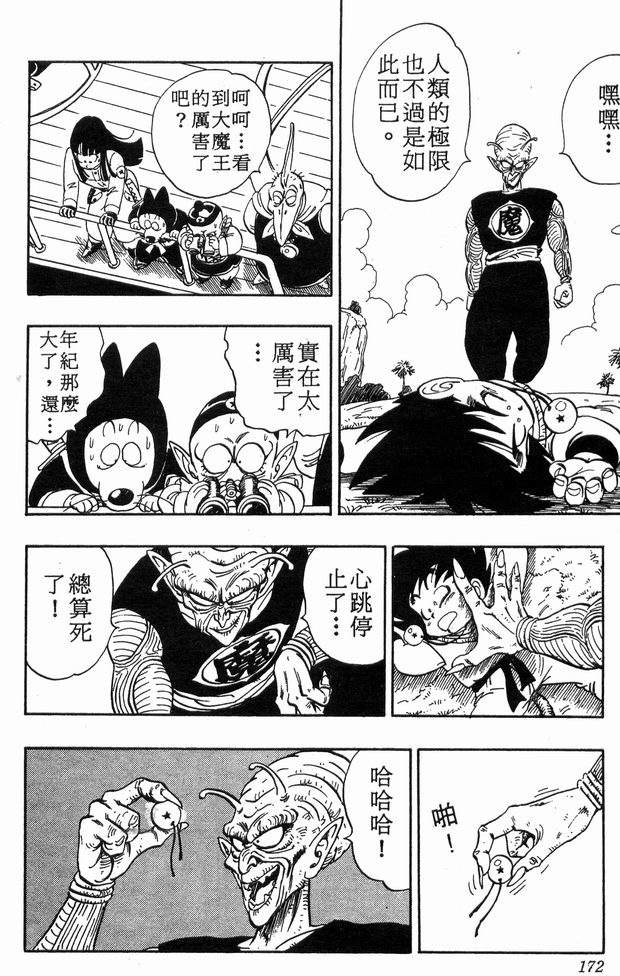 嘿嘿…
人類的極限
也不過是如
此而已。
魔
呵呵…看
到大魔王
的厲害了
吧？
實在太
厲害了
…
年紀那麼
大了，還…
心跳停
止了…
魔
總算死
了！
啪！
哈哈哈！
172